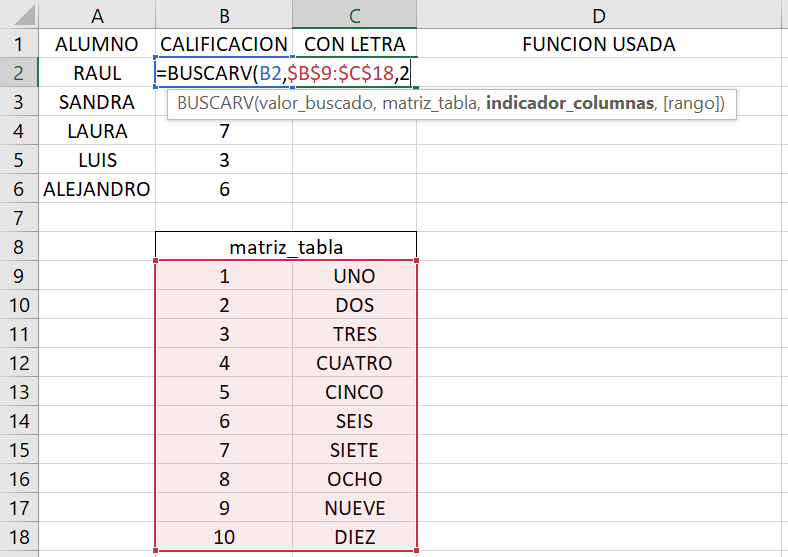 A B C D
1 ALUMNO CALIFICACION CON LETRA FUNCION USADA
2 RAUL =BUSCARV(B2,$B$9:$C$18,2
3 SANDRA BUSCARV(valor_buscado, matriz_tabla, indicador_columnas, [rango])
4 LAURA 7
5 LUIS 3
6 ALEJANDRO 6
7
8 matriz_tabla
9 1 UNO
10 2 DOS
11 3 TRES
12 4 CUATRO
13 5 CINCO
14 6 SEIS
15 7 SIETE
16 8 OCHO
17 9 NUEVE
18 10 DIEZ